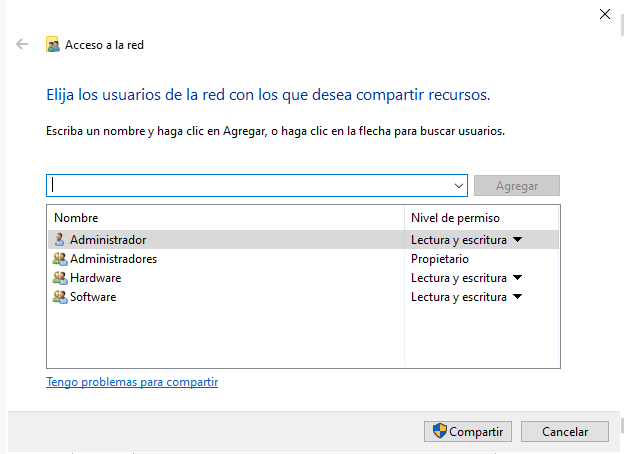 Acceso a la red
Elija los usuarios de la red con los que desea compartir recursos.
Escriba un nombre y haga clic en Agregar, o haga clic en la flecha para buscar usuarios.
Agregar
Nombre Nivel de permiso
Administrador Lectura y escritura
Administradores Propietario
Hardware Lectura y escritura
Software Lectura y escritura
Tengo problemas para compartir
Compartir Cancelar